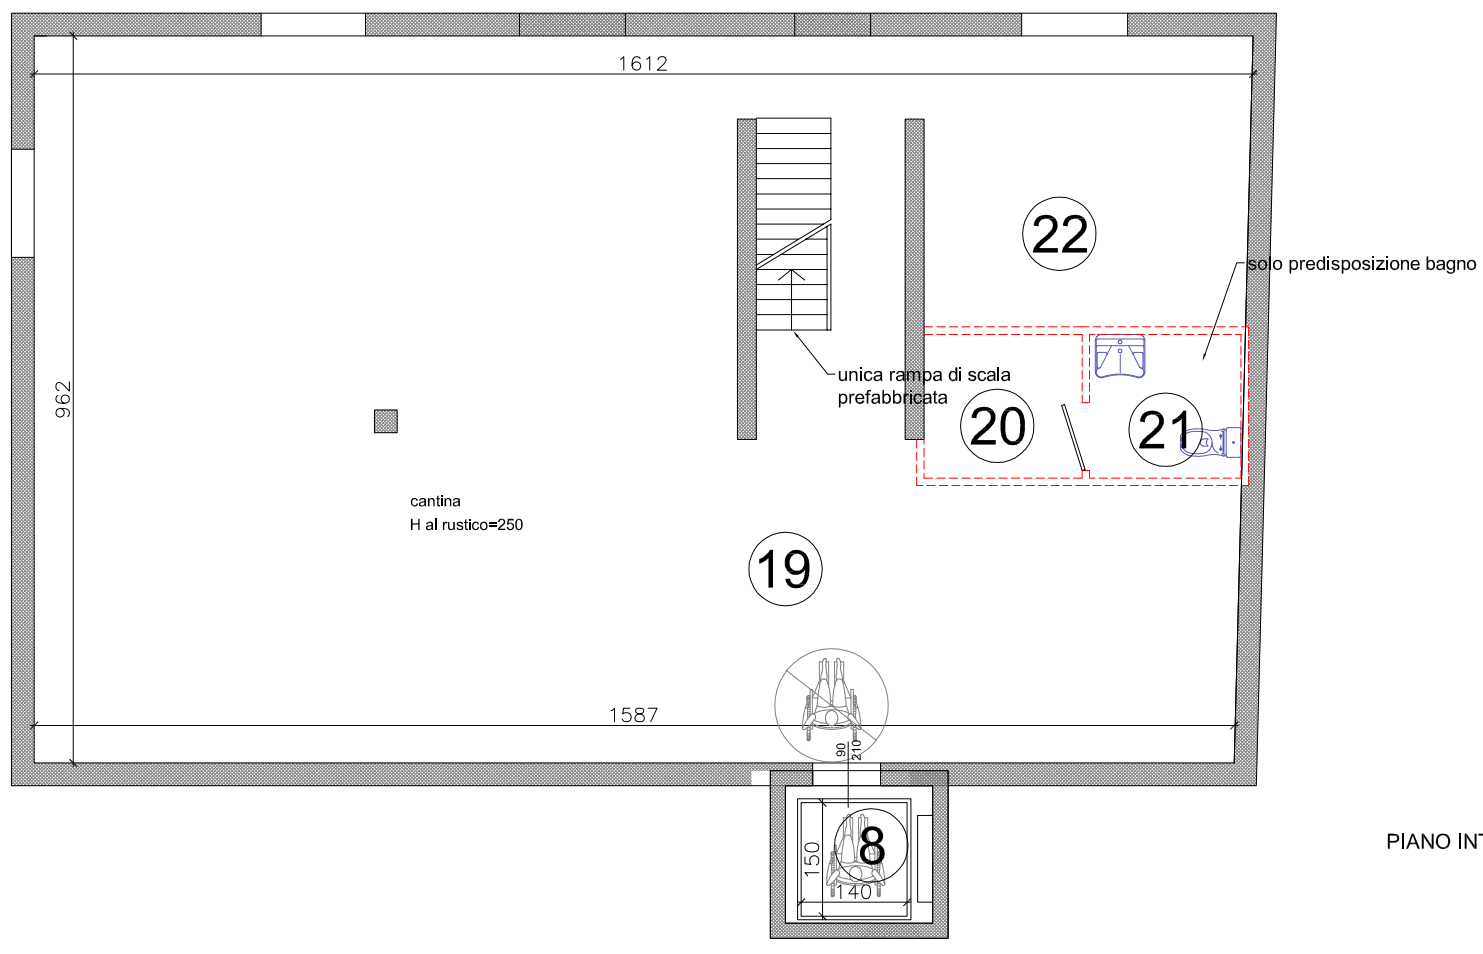 1612
22
solo predisposizione bagno
unica rampa di scala
prefabbricata
962
20
21
cantina
H al rustico=250
19
1587
90
210
8
150
140
PIANO INT